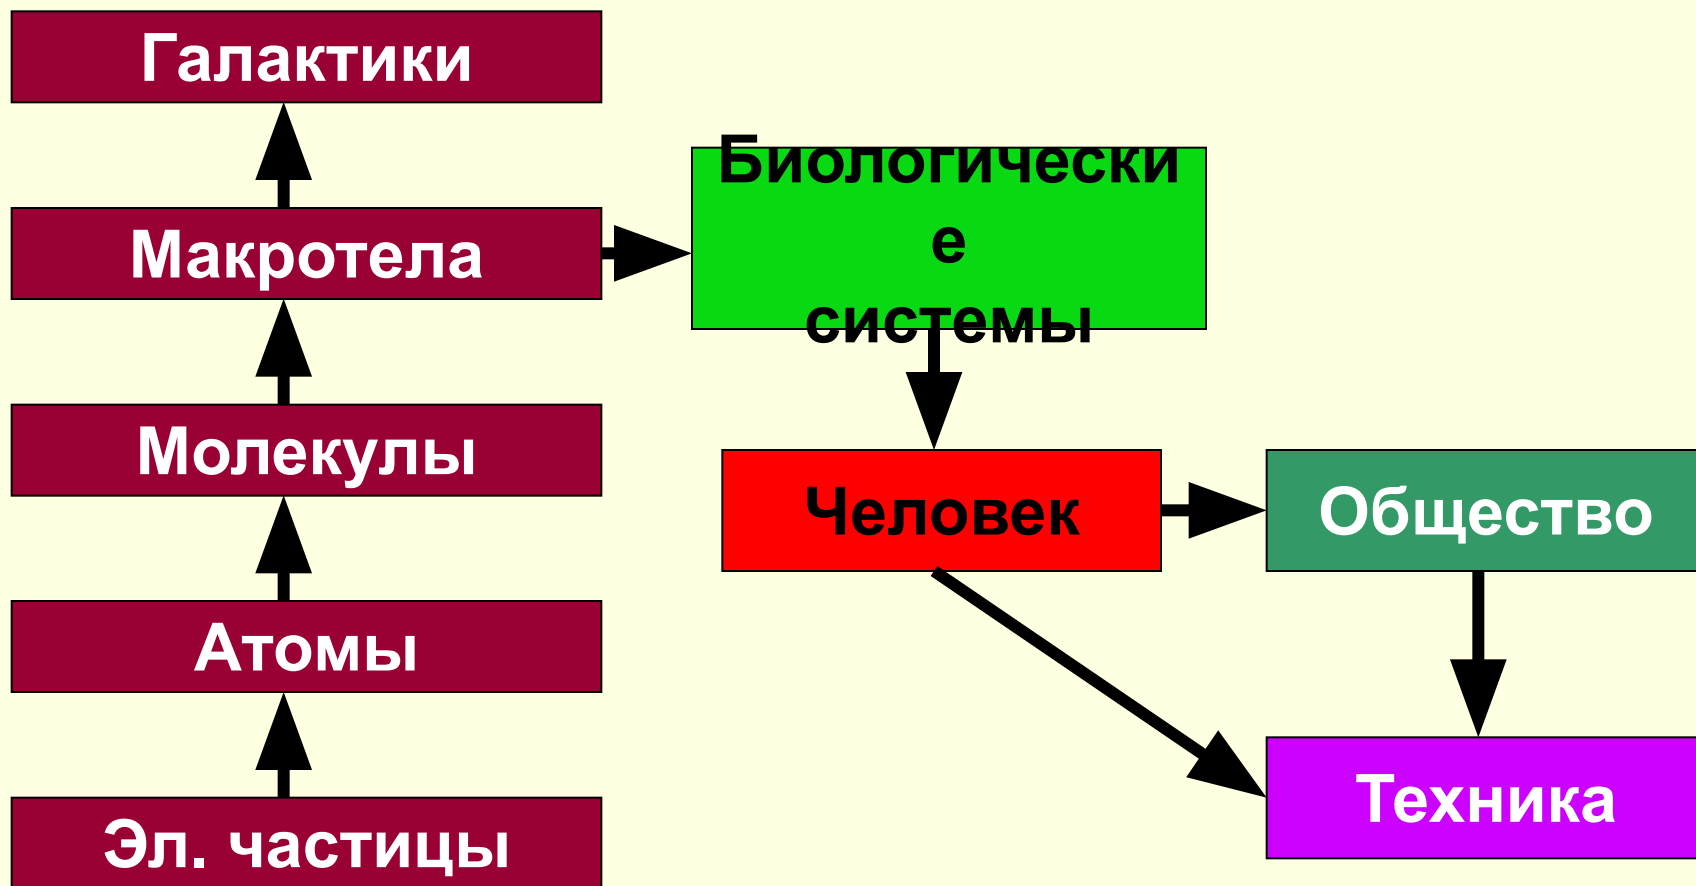 Галактики
Биологически
е
системы
Макротела
Молекулы
Человек
Общество
Атомы
Техника
Эл. частицы